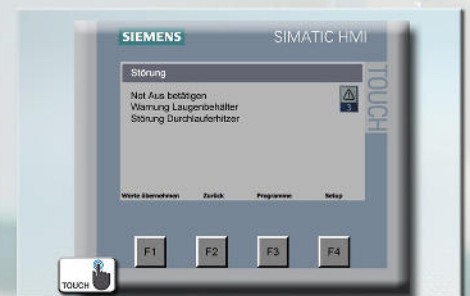 SIEMENS SIMATIC HMI
TOUCH
Störung
Not Aus betätigen
Warnung Laugenbehälter
Störung Durchlauferhitzer
3
Werte übernehmen Zurück Programme Setup
F1 F2 F3 F4
TOUCH